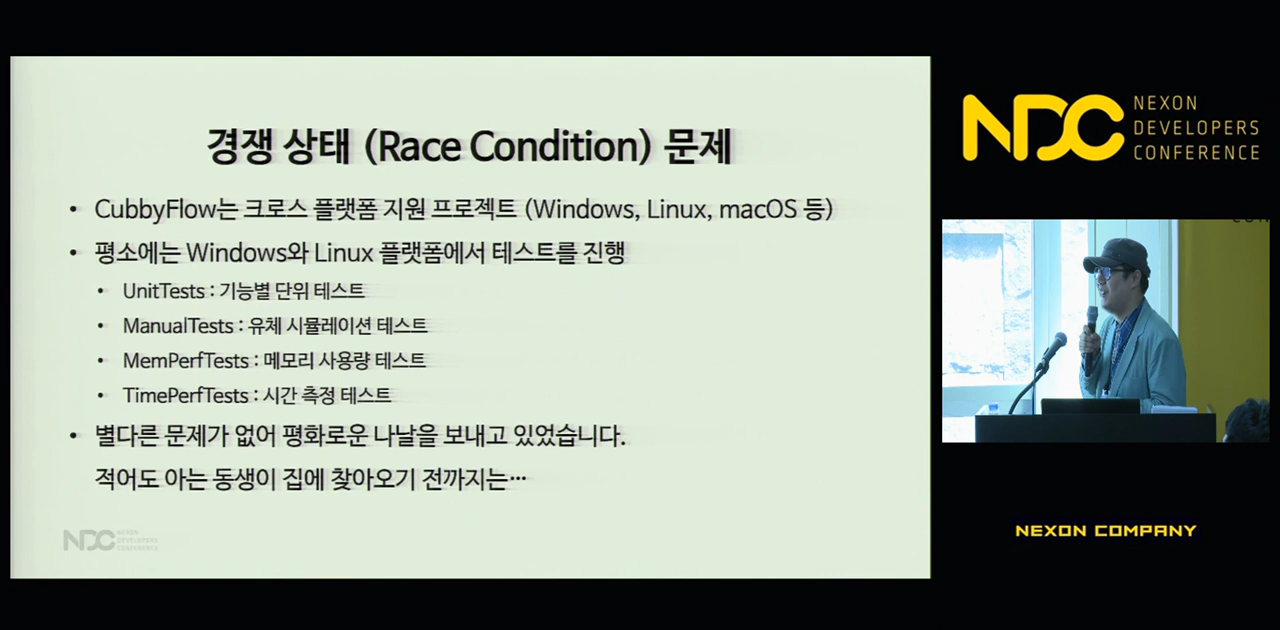 경쟁 상태 (Race Condition) 문제
• CubbyFlow는 크로스 플랫폼 지원 프로젝트 (Windows, Linux, macOS 등)
• 평소에는 Windows와 Linux 플랫폼에서 테스트를 진행
• UnitTests : 기능별 단위 테스트
• ManualTests : 유체 시뮬레이션 테스트
• MemPerfTests : 메모리 사용량 테스트
• TimePerfTests : 시간 측정 테스트
• 별다른 문제가 없어 평화로운 나날을 보내고 있었습니다.
적어도 아는 동생이 집에 찾아오기 전까지는…
NDC NEXON
DEVELOPERS
CONFERENCE
NDC
NEXON
DEVELOPERS
CONFERENCE
NEXON COMPANY